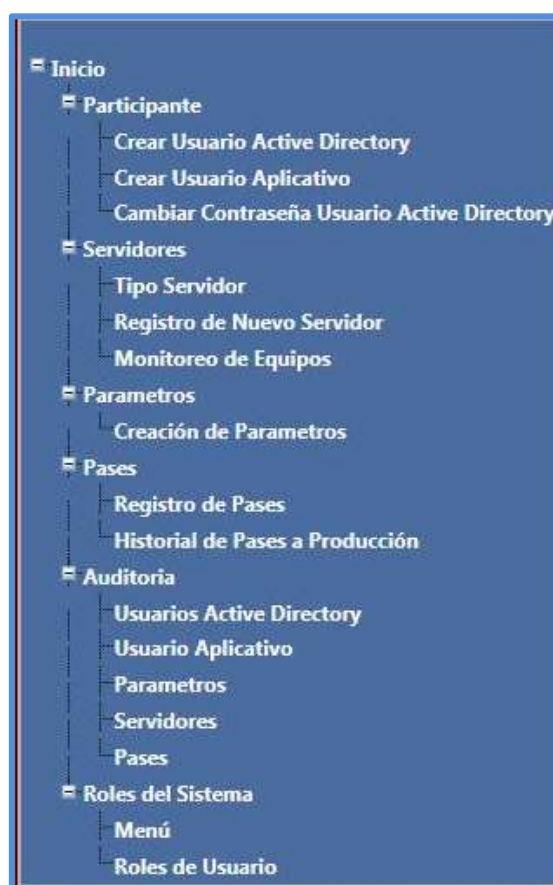 Inicio
Participante
Crear Usuario Active Directory
Crear Usuario Aplicativo
Cambiar Contraseña Usuario Active Directory
Servidores
Tipo Servidor
Registro de Nuevo Servidor
Monitoreo de Equipos
Parametros
Creación de Parametros
Pases
Registro de Pases
Historial de Pases a Producción
Auditoria
Usuarios Active Directory
Usuario Aplicativo
Parametros
Servidores
Pases
Roles del Sistema
Menú
Roles de Usuario